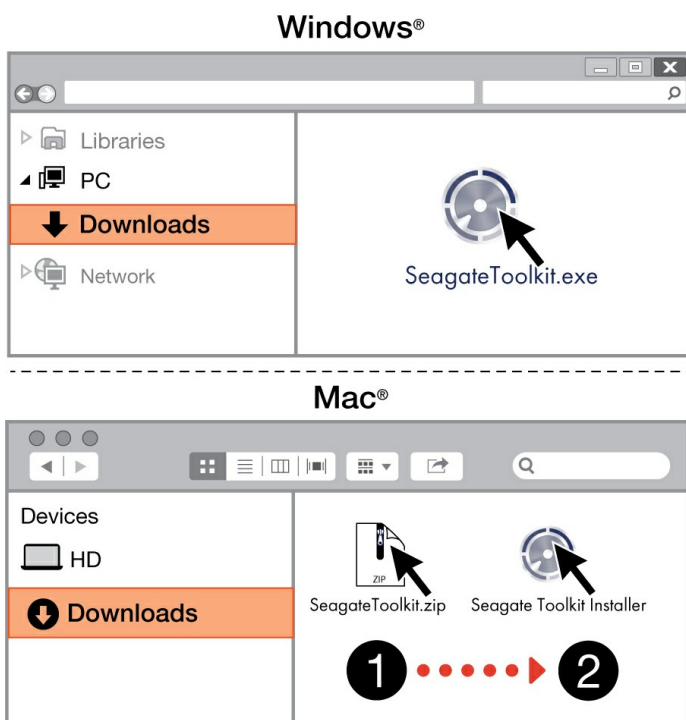 Windows®
Libraries
PC
Downloads
Network
SeagateToolkit.exe
Mac®
Devices
HD
Downloads
ZIP
SeagateToolkit.zip
Seagate Toolkit Installer
1
2